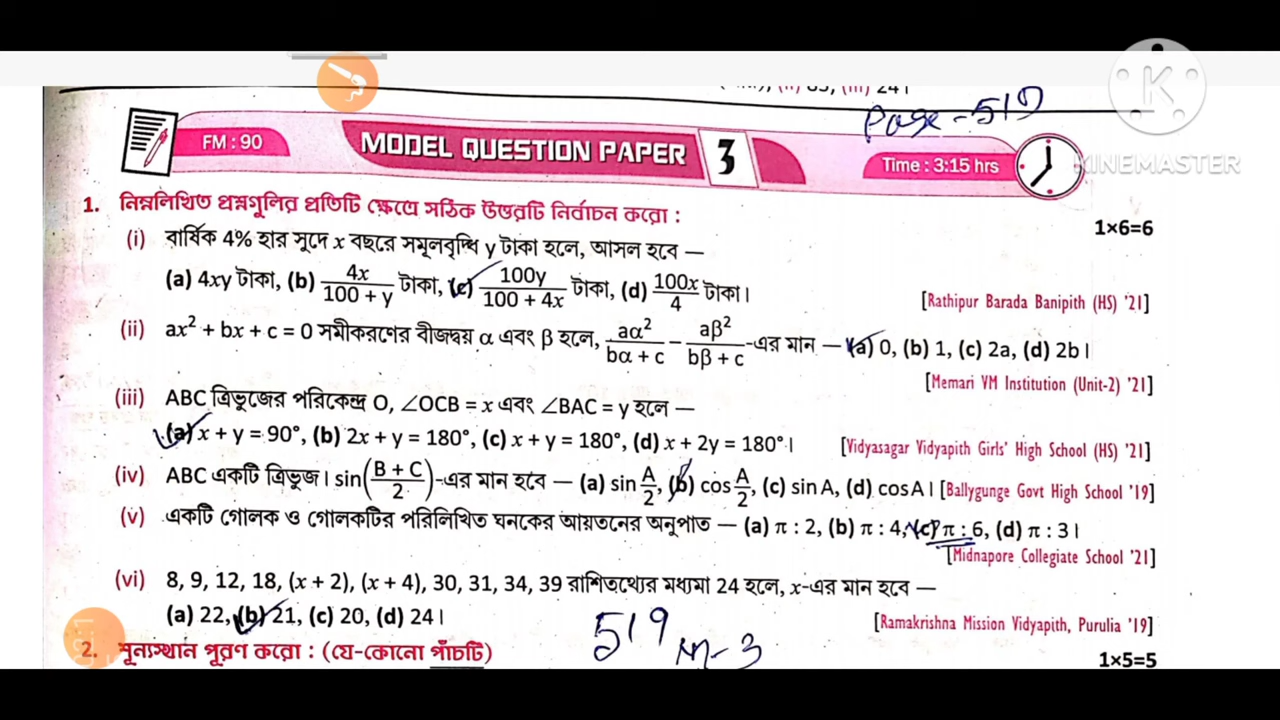 (ii) 65, (iii) 24।
Page - 519
FM : 90
MODEL QUESTION PAPER 3
Time : 3:15 hrs
KINEMASTER
1. নিম্নলিখিত প্রশ্নগুলির প্রতিটি ক্ষেত্রে সঠিক উত্তরটি নির্বাচন করো : 1×6=6
(i) বার্ষিক 4% হার সুদে x বছরে সমূলবৃদ্ধি y টাকা হলে, আসল হবে —
(a) 4xy টাকা, (b) 4x/(100 + y) টাকা, (c) 100y/(100 + 4x) টাকা, (d) 100x/4 টাকা। [Rathipur Barada Banipith (HS) '21]
(ii) ax² + bx + c = 0 সমীকরণের বীজদ্বয় α এবং β হলে, aα²/(bα + c) − aβ²/(bβ + c)-এর মান — (a) 0, (b) 1, (c) 2a, (d) 2b।
[Memari VM Institution (Unit-2) '21]
(iii) ABC ত্রিভুজের পরিকেন্দ্র O, ∠OCB = x এবং ∠BAC = y হলে —
(a) x + y = 90°, (b) 2x + y = 180°, (c) x + y = 180°, (d) x + 2y = 180°। [Vidyasagar Vidyapith Girls' High School (HS) '21]
(iv) ABC একটি ত্রিভুজ। sin((B + C)/2)-এর মান হবে — (a) sin A/2, (b) cos A/2, (c) sin A, (d) cos A। [Ballygunge Govt High School '19]
(v) একটি গোলক ও গোলকটির পরিলিখিত ঘনকের আয়তনের অনুপাত — (a) π : 2, (b) π : 4, (c) π : 6, (d) π : 3।
[Midnapore Collegiate School '21]
(vi) 8, 9, 12, 18, (x + 2), (x + 4), 30, 31, 34, 39 রাশিতথ্যের মধ্যমা 24 হলে, x-এর মান হবে —
(a) 22, (b) 21, (c) 20, (d) 24। [Ramakrishna Mission Vidyapith, Purulia '19]
519
M-3
2. শূন্যস্থান পূরণ করো : (যে-কোনো পাঁচটি) 1×5=5